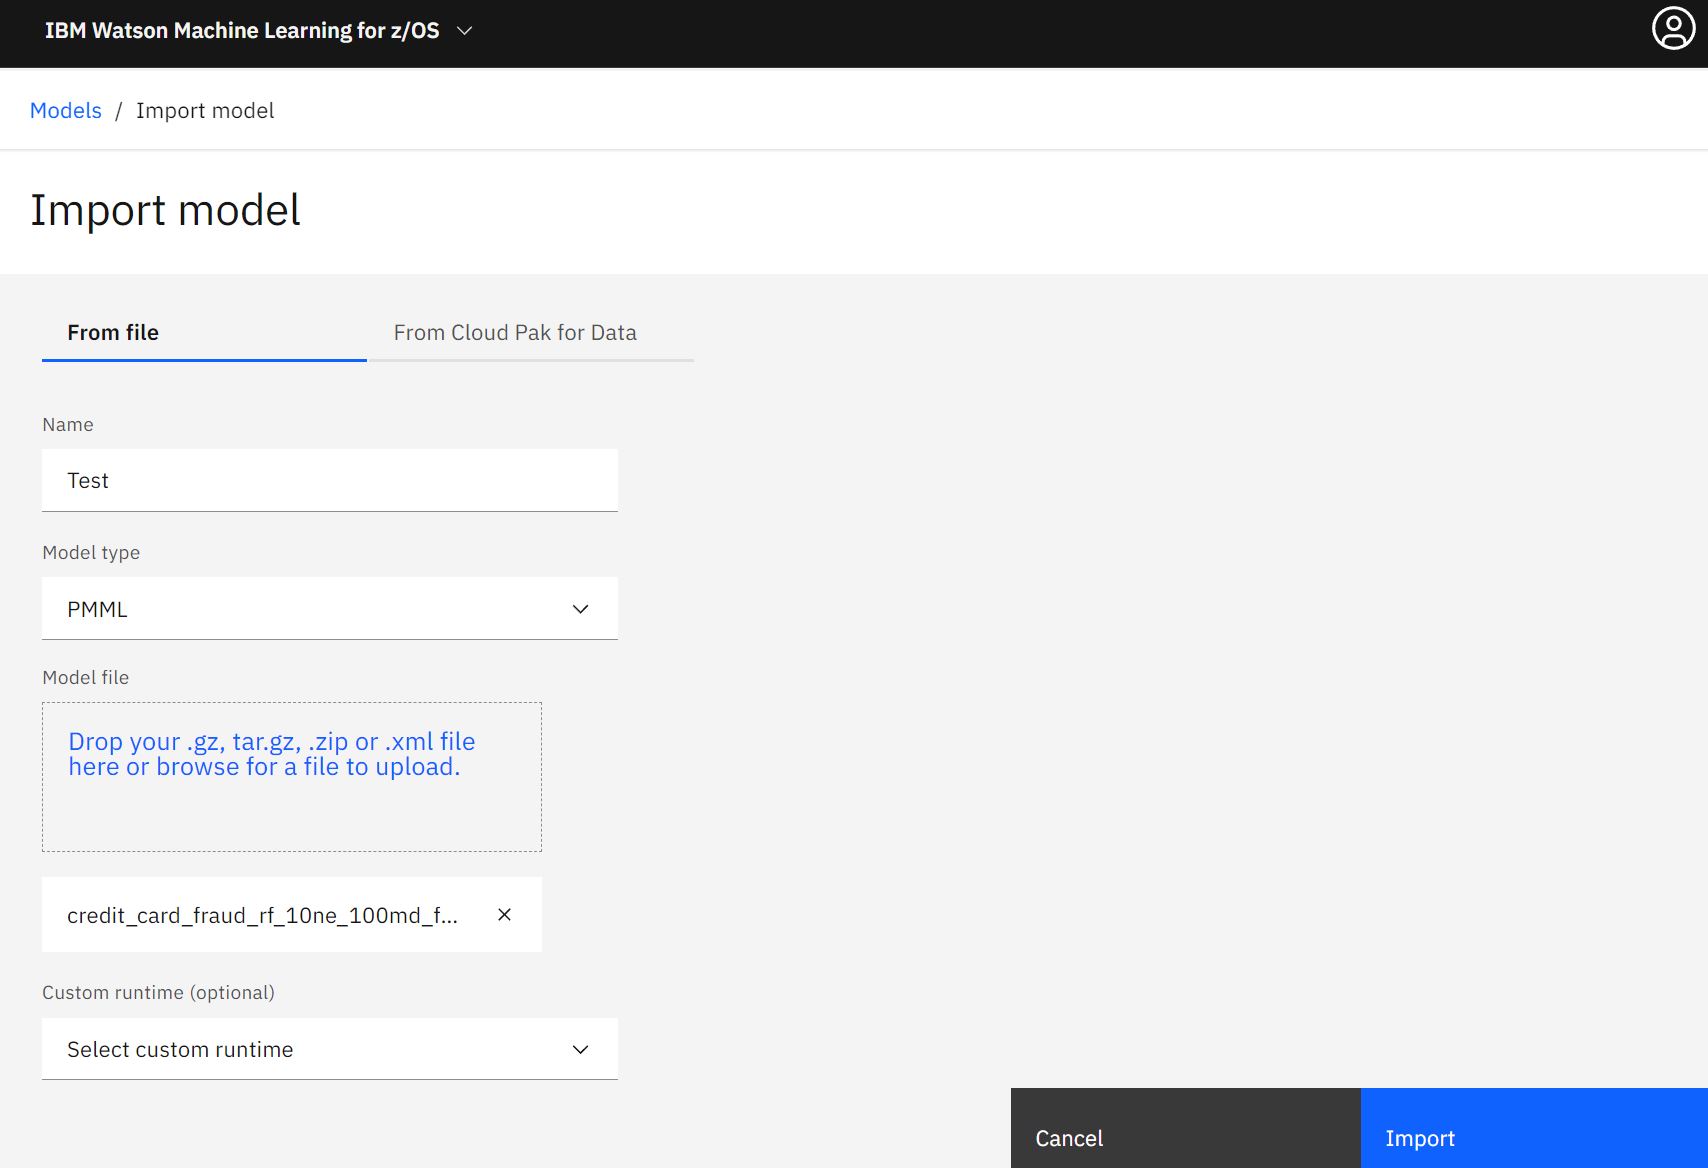 IBM Watson Machine Learning for z/OS
Models / Import model
Import model
From file
From Cloud Pak for Data
Name
Test
Model type
PMML
Model file
Drop your .gz, tar.gz, .zip or .xml file
here or browse for a file to upload.
credit_card_fraud_rf_10ne_100md_f...
Custom runtime (optional)
Select custom runtime
Cancel
Import